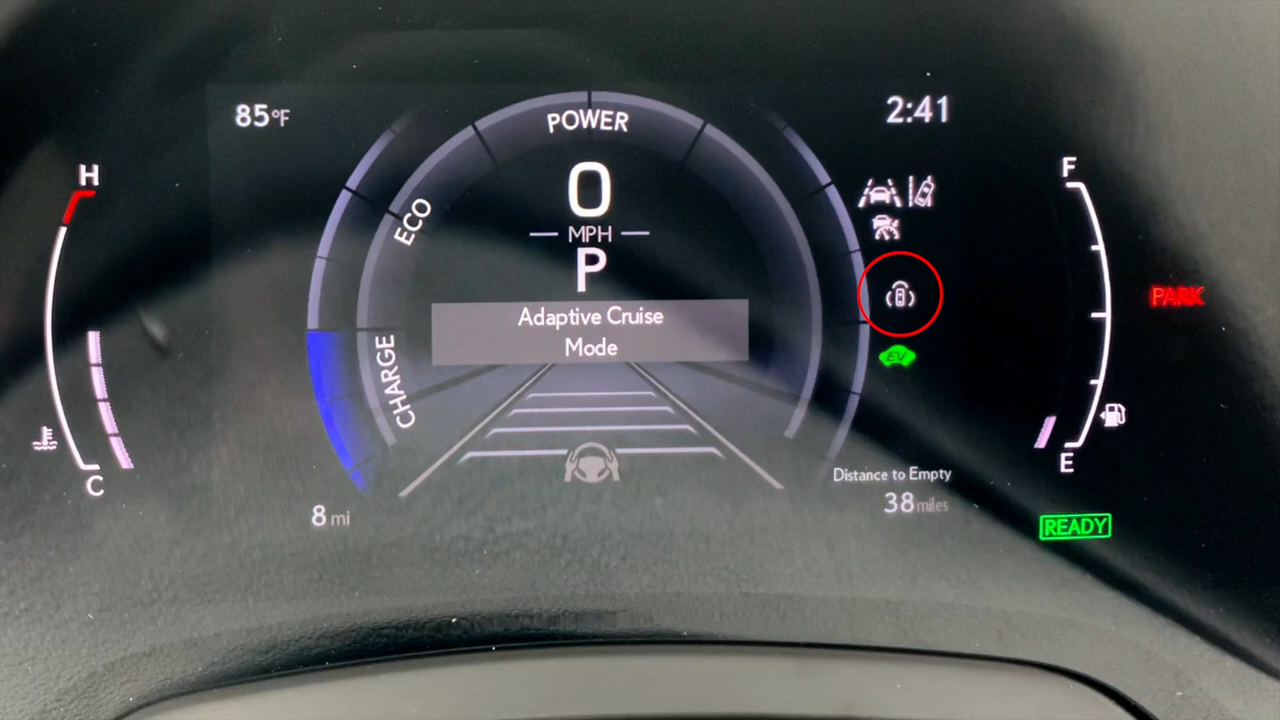 85°F
2:41
POWER
H
F
0
ECO
MPH
P
PARK
Adaptive Cruise
Mode
EV
CHARGE
E
C
Distance to Empty
38 miles
8 mi
READY